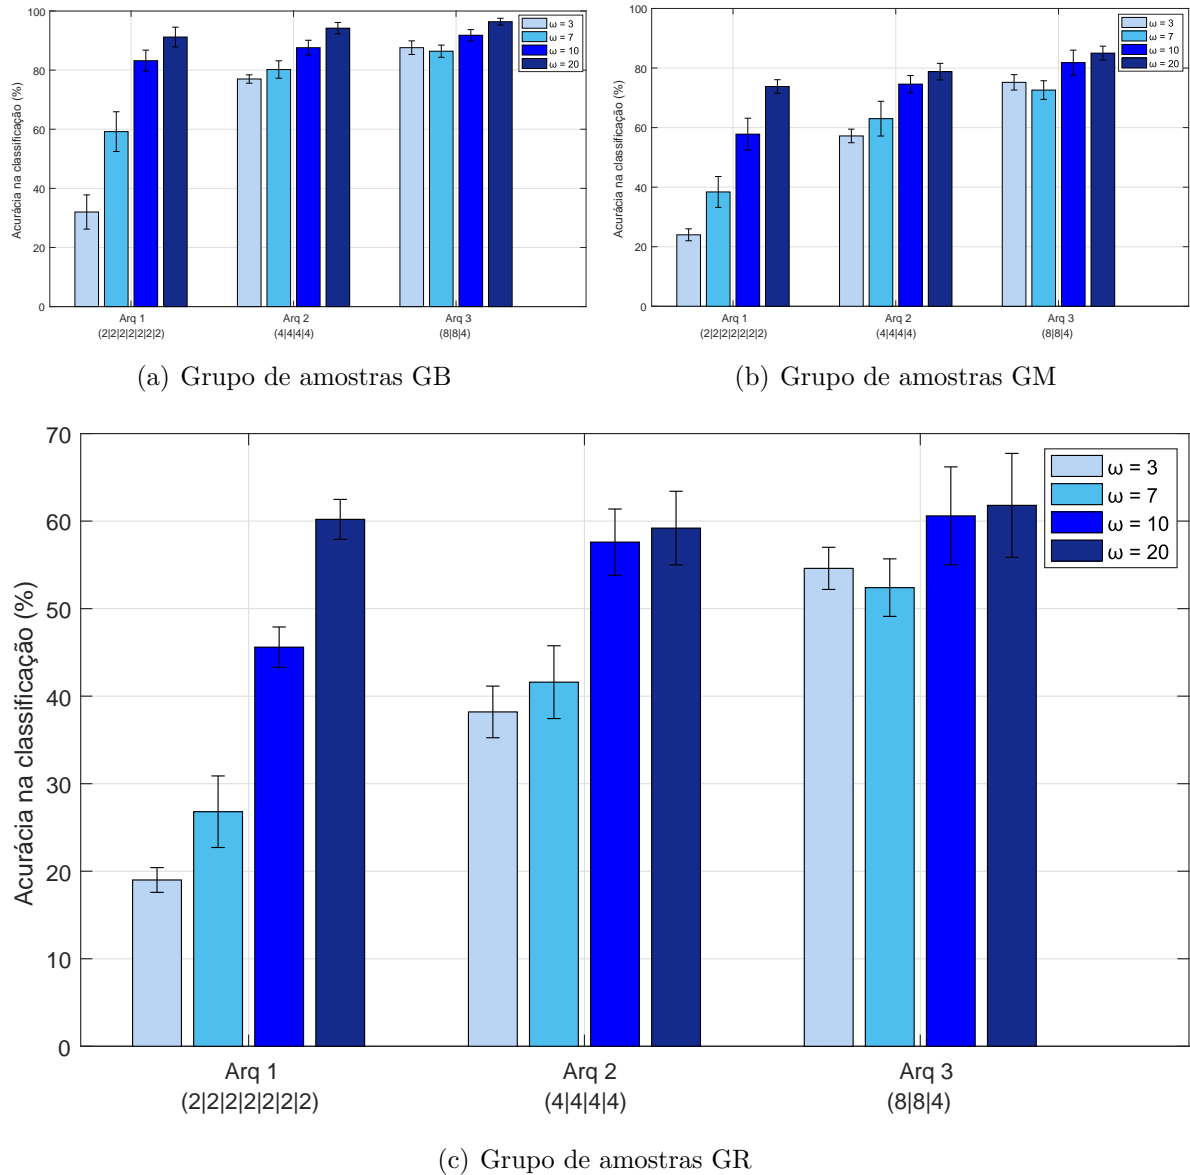 100
80
60
40
20
0
Acurácia na classificação (%)
ω = 3
ω = 7
ω = 10
ω = 20
Arq 1
(2|2|2|2|2|2|2)
Arq 2
(4|4|4|4)
Arq 3
(8|8|4)
(a) Grupo de amostras GB
100
80
60
40
20
0
Acurácia na classificação (%)
ω = 3
ω = 7
ω = 10
ω = 20
Arq 1
(2|2|2|2|2|2|2)
Arq 2
(4|4|4|4)
Arq 3
(8|8|4)
(b) Grupo de amostras GM
70
60
50
40
30
20
10
0
Acurácia na classificação (%)
ω = 3
ω = 7
ω = 10
ω = 20
Arq 1
(2|2|2|2|2|2|2)
Arq 2
(4|4|4|4)
Arq 3
(8|8|4)
(c) Grupo de amostras GR